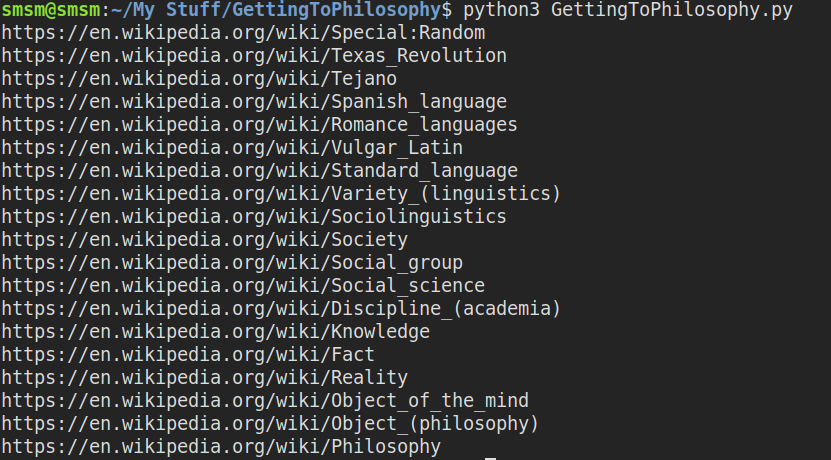 smsm@smsm:~/My Stuff/GettingToPhilosophy$ python3 GettingToPhilosophy.py
https://en.wikipedia.org/wiki/Special:Random
https://en.wikipedia.org/wiki/Texas_Revolution
https://en.wikipedia.org/wiki/Tejano
https://en.wikipedia.org/wiki/Spanish_language
https://en.wikipedia.org/wiki/Romance_languages
https://en.wikipedia.org/wiki/Vulgar_Latin
https://en.wikipedia.org/wiki/Standard_language
https://en.wikipedia.org/wiki/Variety_(linguistics)
https://en.wikipedia.org/wiki/Sociolinguistics
https://en.wikipedia.org/wiki/Society
https://en.wikipedia.org/wiki/Social_group
https://en.wikipedia.org/wiki/Social_science
https://en.wikipedia.org/wiki/Discipline_(academia)
https://en.wikipedia.org/wiki/Knowledge
https://en.wikipedia.org/wiki/Fact
https://en.wikipedia.org/wiki/Reality
https://en.wikipedia.org/wiki/Object_of_the_mind
https://en.wikipedia.org/wiki/Object_(philosophy)
https://en.wikipedia.org/wiki/Philosophy